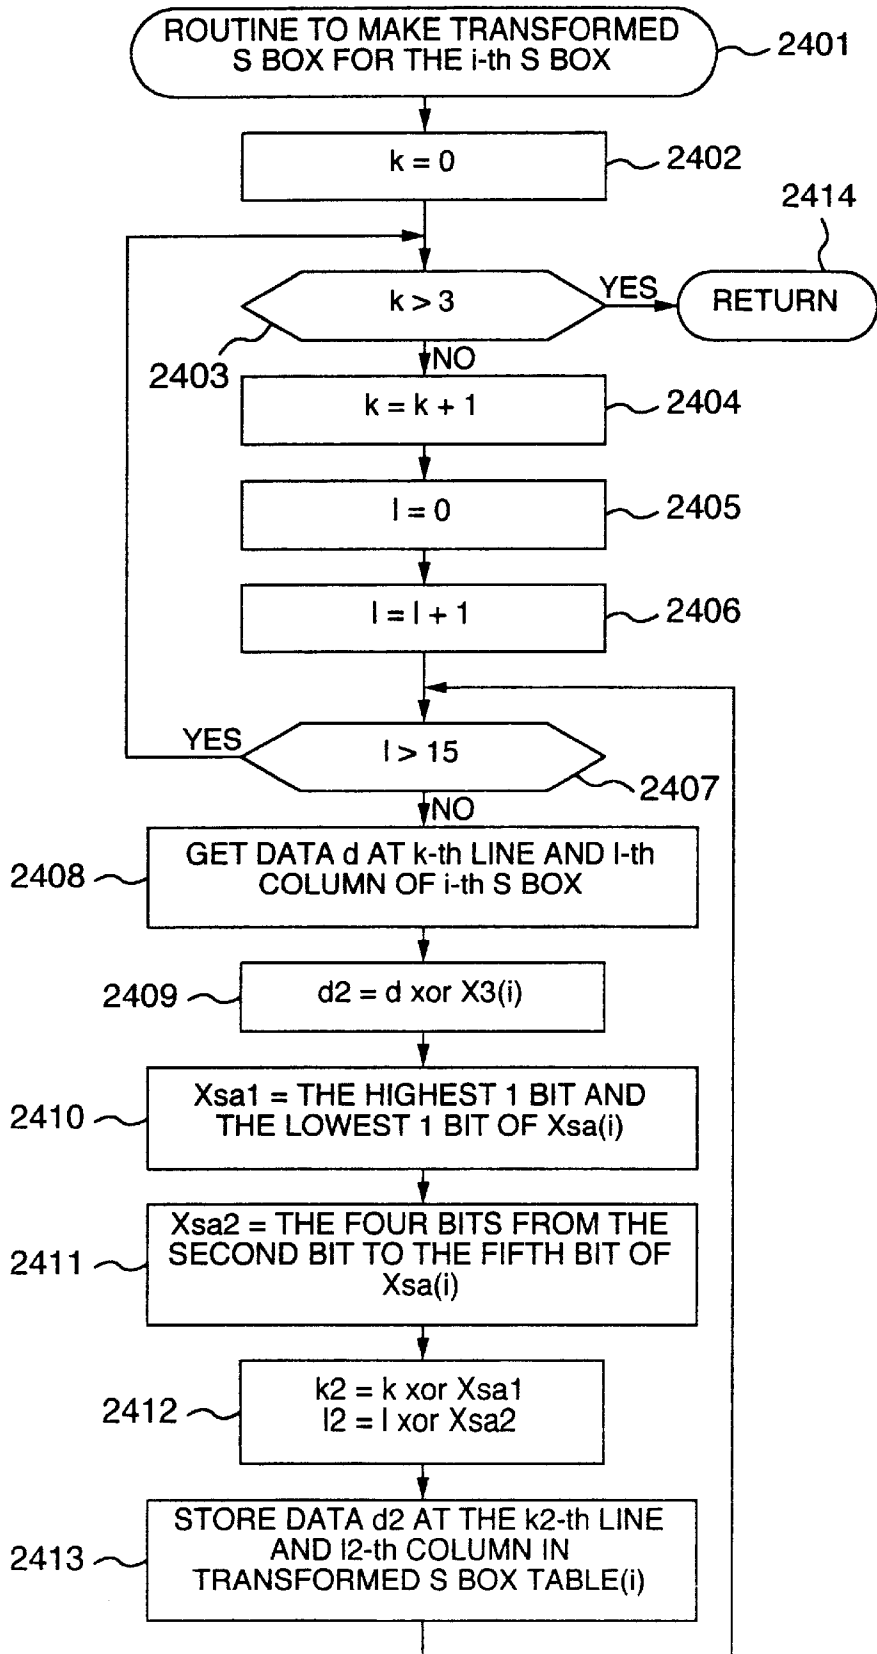 ROUTINE TO MAKE TRANSFORMED
S BOX FOR THE i-th S BOX
2401
k = 0
2402
2414
k > 3
YES
RETURN
2403
NO
k = k + 1
2404
l = 0
2405
l = l + 1
2406
YES
l > 15
2407
NO
GET DATA d AT k-th LINE AND l-th
COLUMN OF i-th S BOX
2408
d2 = d xor X3(i)
2409
Xsa1 = THE HIGHEST 1 BIT AND
THE LOWEST 1 BIT OF Xsa(i)
2410
Xsa2 = THE FOUR BITS FROM THE
SECOND BIT TO THE FIFTH BIT OF
Xsa(i)
2411
k2 = k xor Xsa1
l2 = l xor Xsa2
2412
STORE DATA d2 AT THE k2-th LINE
AND l2-th COLUMN IN
TRANSFORMED S BOX TABLE(i)
2413